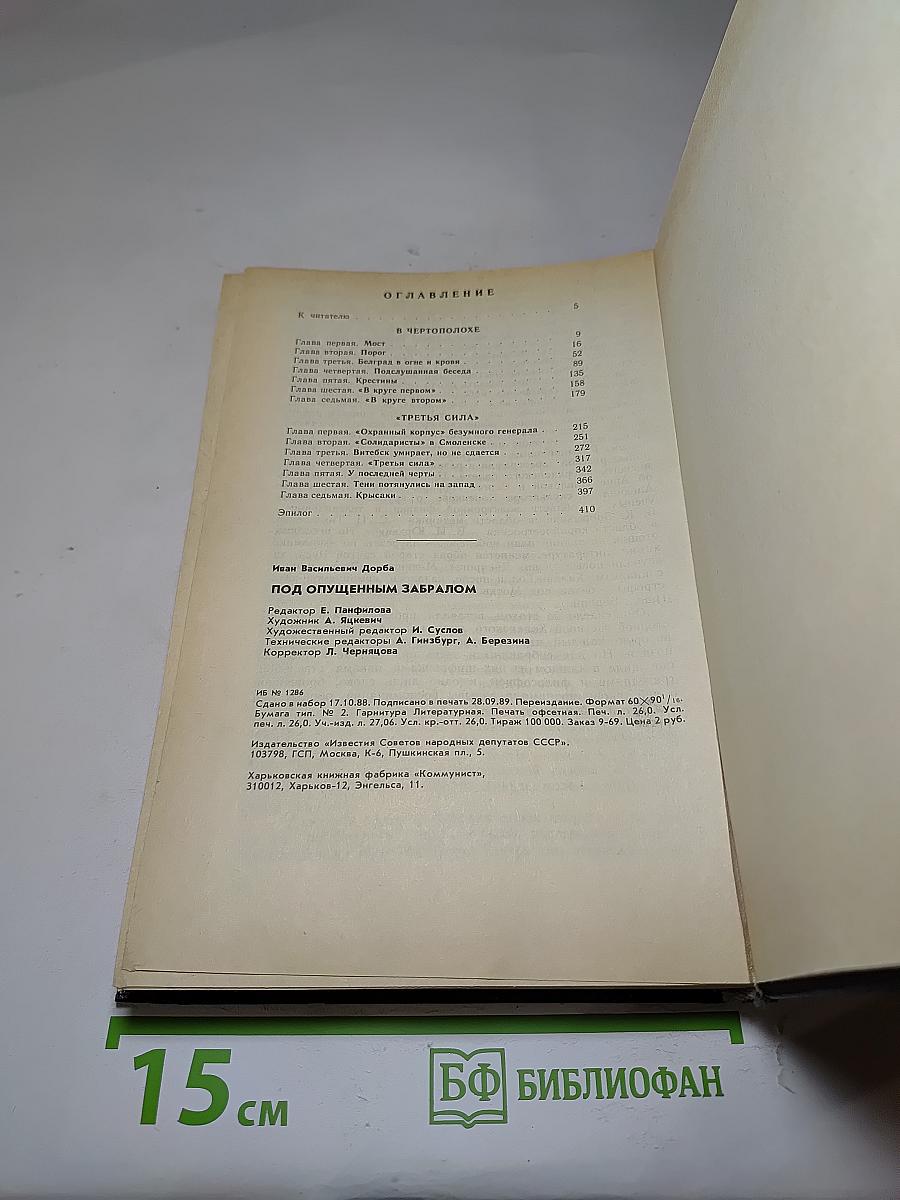 ОГЛАВЛЕНИЕ
К читателю . . . . . . . . . . . . . . . . . 5
В ЧЕРТОПОЛОХЕ
Глава первая. Мост . . . . . . . . . . . . . . 9
Глава вторая. Порог . . . . . . . . . . . . . . 16
Глава третья. Белград в огне и крови . . . . . . . . 52
Глава четвертая. Подслушанная беседа . . . . . . . . 89
Глава пятая. Крестины . . . . . . . . . . . . . 135
Глава шестая. «В круге первом» . . . . . . . . . . 158
Глава седьмая. «В круге втором» . . . . . . . . . . 179
«ТРЕТЬЯ СИЛА»
Глава первая. «Охранный корпус» безумного генерала . . 215
Глава вторая. «Солидаристы» в Смоленске . . . . . . . 251
Глава третья. Витебск умирает, но не сдается . . . . . . 272
Глава четвертая. «Третья сила» . . . . . . . . . . 317
Глава пятая. У последней черты . . . . . . . . . . 342
Глава шестая. Тени потянулись на запад . . . . . . . . 366
Глава седьмая. Крысаки . . . . . . . . . . . . . 397
Эпилог . . . . . . . . . . . . . . . . . . 410
Иван Васильевич Дорба
ПОД ОПУЩЕННЫМ ЗАБРАЛОМ
Редактор Е. Панфилова
Художник А. Яцкевич
Художественный редактор И. Суслов
Технические редакторы А. Гинзбург, А. Березина
Корректор Л. Черняцова
ИБ № 1286
Сдано в набор 17.10.88. Подписано в печать 28.09.89. Переиздание. Формат 60×90¹/₁₆.
Бумага тип. № 2. Гарнитура Литературная. Печать офсетная. Печ. л. 26,0. Усл.
печ. л. 26,0. Уч.-изд. л. 27,06. Усл. кр.-отт. 26,0. Тираж 100 000. Заказ 9-69. Цена 2 руб.
Издательство «Известия Советов народных депутатов СССР».
103798, ГСП, Москва, К-6, Пушкинская пл., 5.
Харьковская книжная фабрика «Коммунист»,
310012, Харьков-12, Энгельса, 11.
15 см
БФ БИБЛИОФАН